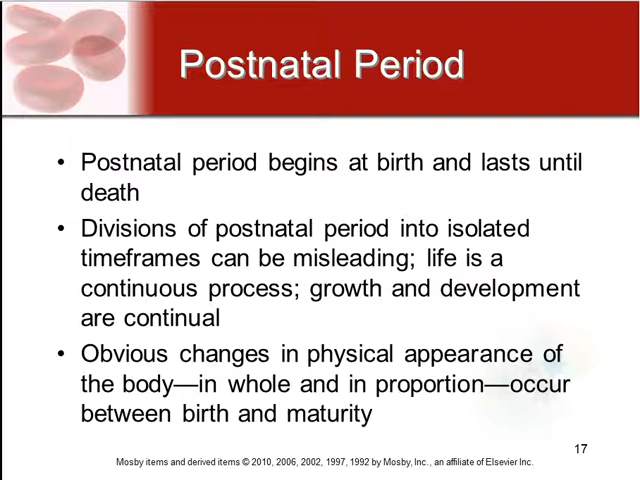 Postnatal Period
• Postnatal period begins at birth and lasts until
death
• Divisions of postnatal period into isolated
timeframes can be misleading; life is a
continuous process; growth and development
are continual
• Obvious changes in physical appearance of
the body—in whole and in proportion—occur
between birth and maturity
17
Mosby items and derived items © 2010, 2006, 2002, 1997, 1992 by Mosby, Inc., an affiliate of Elsevier Inc.